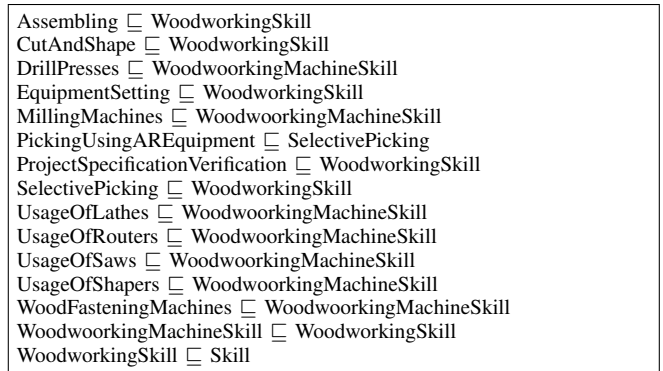 Assembling ⊑ WoodworkingSkill
CutAndShape ⊑ WoodworkingSkill
DrillPresses ⊑ WoodwoorkingMachineSkill
EquipmentSetting ⊑ WoodworkingSkill
MillingMachines ⊑ WoodwoorkingMachineSkill
PickingUsingAREquipment ⊑ SelectivePicking
ProjectSpecificationVerification ⊑ WoodworkingSkill
SelectivePicking ⊑ WoodworkingSkill
UsageOfLathes ⊑ WoodwoorkingMachineSkill
UsageOfRouters ⊑ WoodwoorkingMachineSkill
UsageOfSaws ⊑ WoodwoorkingMachineSkill
UsageOfShapers ⊑ WoodwoorkingMachineSkill
WoodFasteningMachines ⊑ WoodwoorkingMachineSkill
WoodwoorkingMachineSkill ⊑ WoodworkingSkill
WoodworkingSkill ⊑ Skill